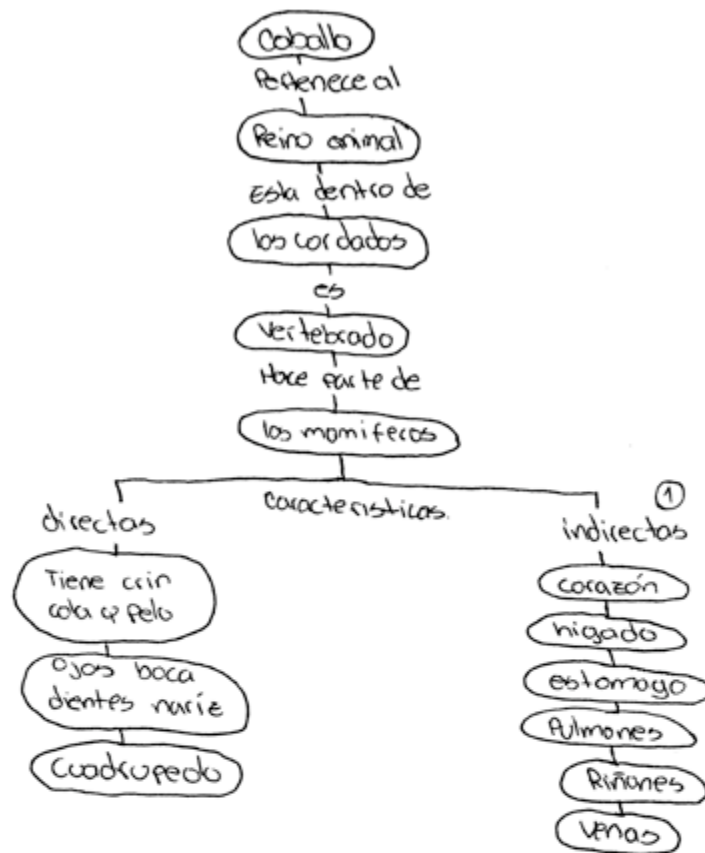 Caballo
Pertenece al
Reino animal
Esta dentro de
los cordados
es
vertebrado
Hace parte de
los mamiferos
caracteristicas.
directas
Tiene crin
cola y pelo
Ojos boca
dientes naríz
Cuadrupedo
1
indirectas
corazón
higado
estomago
Pulmones
Riñones
venas